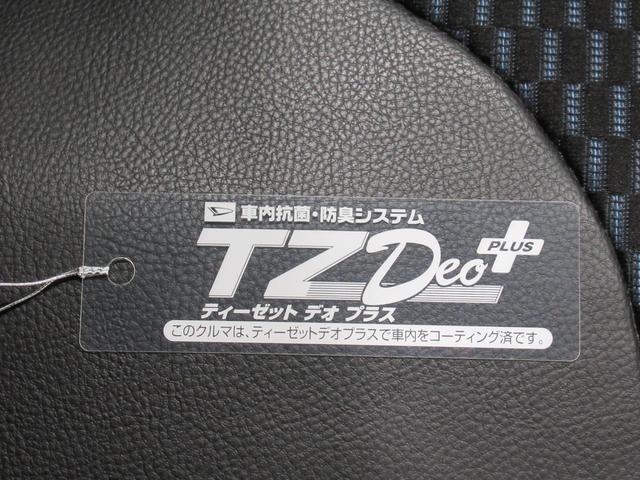 車内抗菌・防臭システム
TZ Deo PLUS
ティーゼット デオ プラス
このクルマは、ティーゼットデオプラスで車内をコーティング済です。